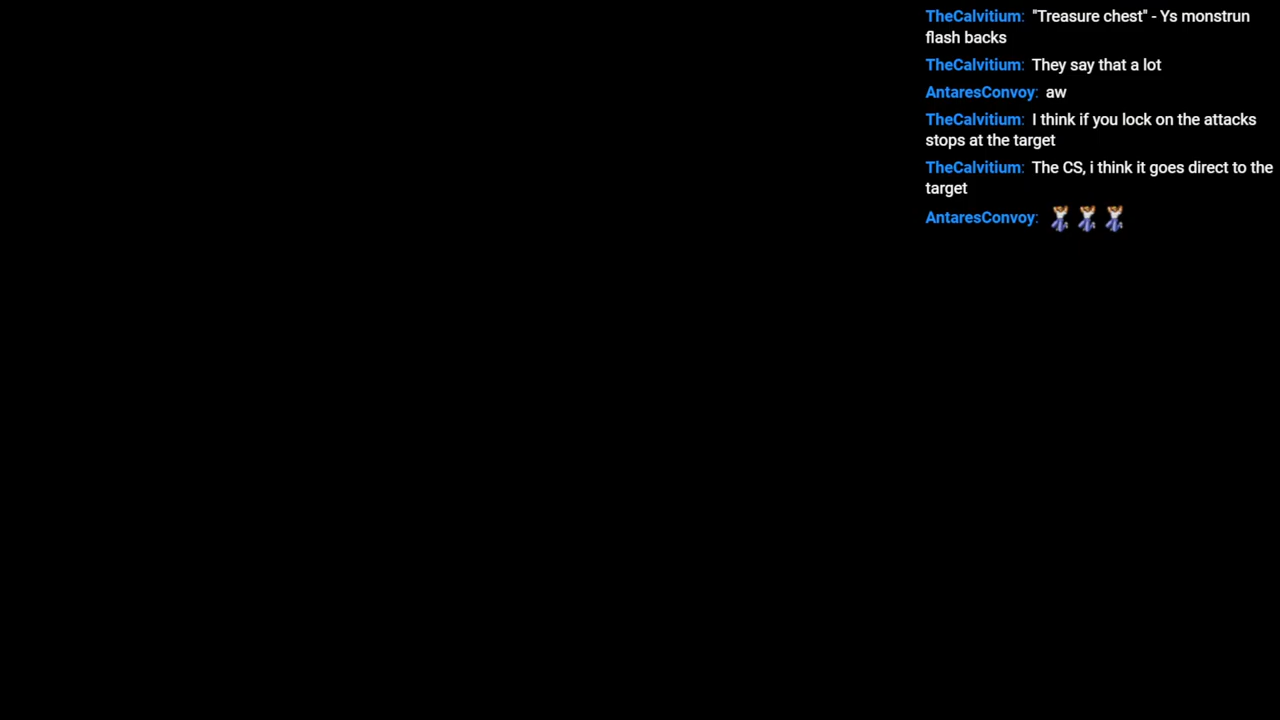 TheCalvitium: "Treasure chest" - Ys monstrun
flash backs
TheCalvitium: They say that a lot
AntaresConvoy: aw
TheCalvitium: I think if you lock on the attacks
stops at the target
TheCalvitium: The CS, i think it goes direct to the
target
AntaresConvoy: